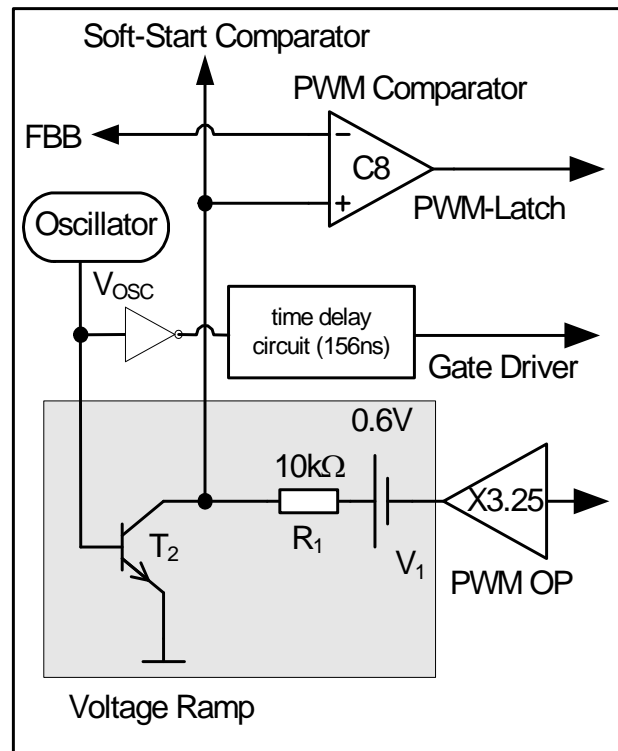 Soft-Start Comparator
PWM Comparator
FBB
C8
PWM-Latch
Oscillator
VOSC
time delay
circuit (156ns)
Gate Driver
0.6V
10kΩ
X3.25
T2
R1
V1
PWM OP
Voltage Ramp